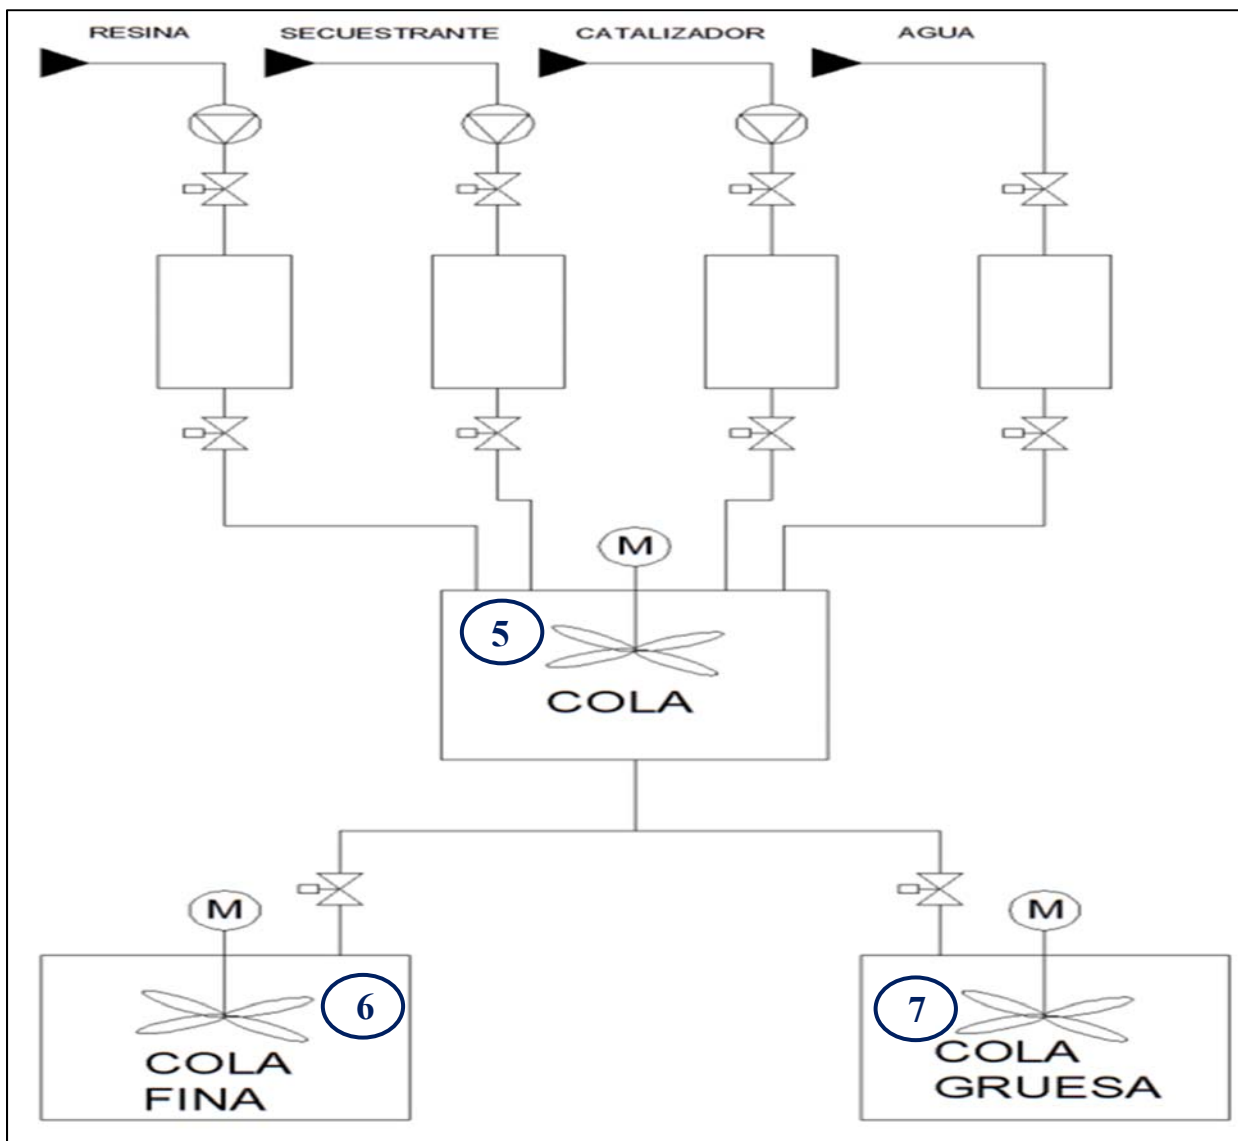 RESINA
SECUESTRANTE
CATALIZADOR
AGUA
M
5
COLA
M
M
6
7
COLA
FINA
COLA
GRUESA